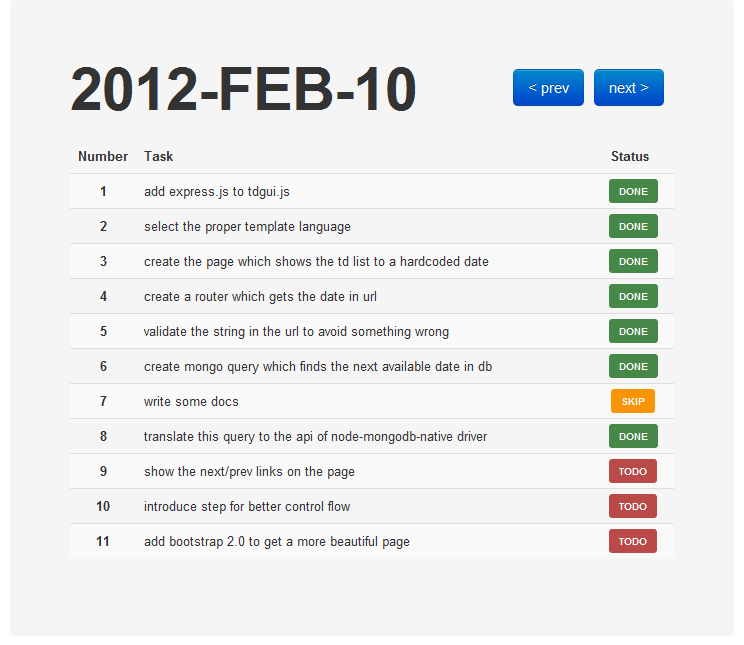 2012-FEB-10
< prev next >
Number Task Status
1 add express.js to tdgui.js DONE
2 select the proper template language DONE
3 create the page which shows the td list to a hardcoded date DONE
4 create a router which gets the date in url DONE
5 validate the string in the url to avoid something wrong DONE
6 create mongo query which finds the next available date in db DONE
7 write some docs SKIP
8 translate this query to the api of node-mongodb-native driver DONE
9 show the next/prev links on the page TODO
10 introduce step for better control flow TODO
11 add bootstrap 2.0 to get a more beautiful page TODO